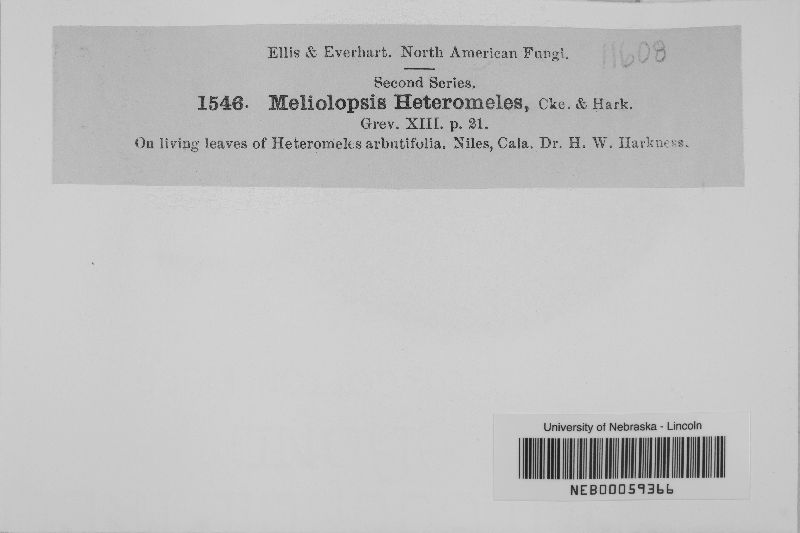 Ellis & Everhart. North American Fungi.
11608
Second Series.
1546. Meliolopsis Heteromeles, Cke. & Hark.
Grev. XIII. p. 21.
On living leaves of Heteromeles arbutifolia. Niles, Cala. Dr. H. W. Harkness.
University of Nebraska - Lincoln
NEB00059366